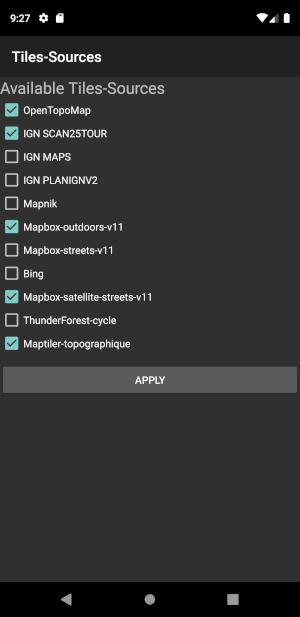 9:27
Tiles-Sources
Available Tiles-Sources
OpenTopoMap
IGN SCAN25TOUR
IGN MAPS
IGN PLANIGNV2
Mapnik
Mapbox-outdoors-v11
Mapbox-streets-v11
Bing
Mapbox-satellite-streets-v11
ThunderForest-cycle
Maptiler-topographique
APPLY